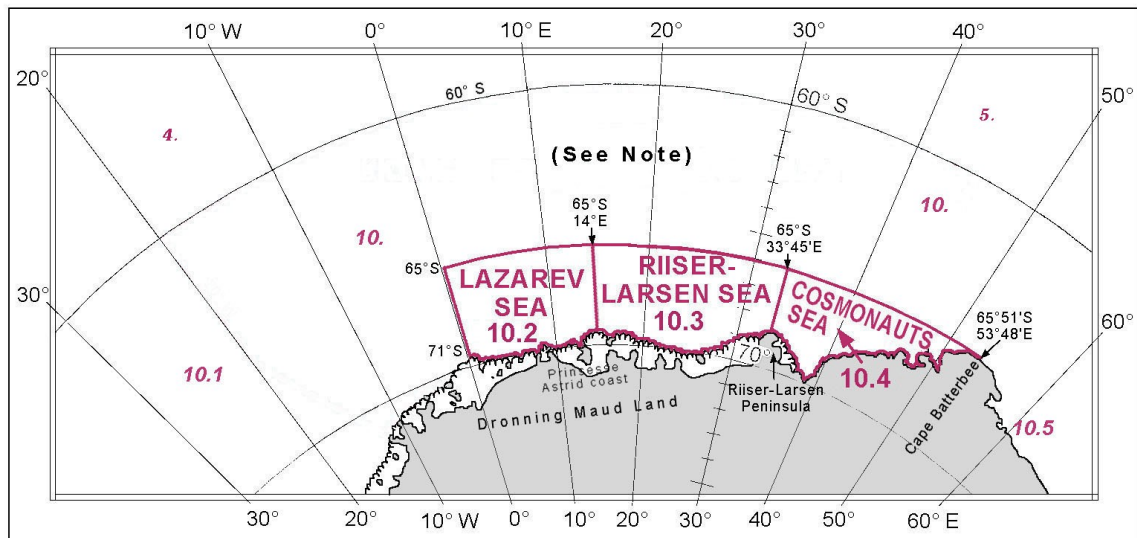 10° W
0°
10° E
20°
30°
40°
20°
50°
4.
60° S
60° S
5.
(See Note)
10.
10.
65°S
14°E
65°S
33°45'E
65°S
LAZAREV
SEA
10.2
RIISER-
LARSEN SEA
10.3
COSMONAUTS
SEA
10.4
65°51'S
53°48'E
30°
60°
71°S
70°
10.1
Prinsesse
Astrid coast
Riiser-Larsen
Peninsula
Dronning Maud Land
Cape Batterbee
10.5
30°
20°
10° W
0°
10°
20°
30°
40°
50°
60° E